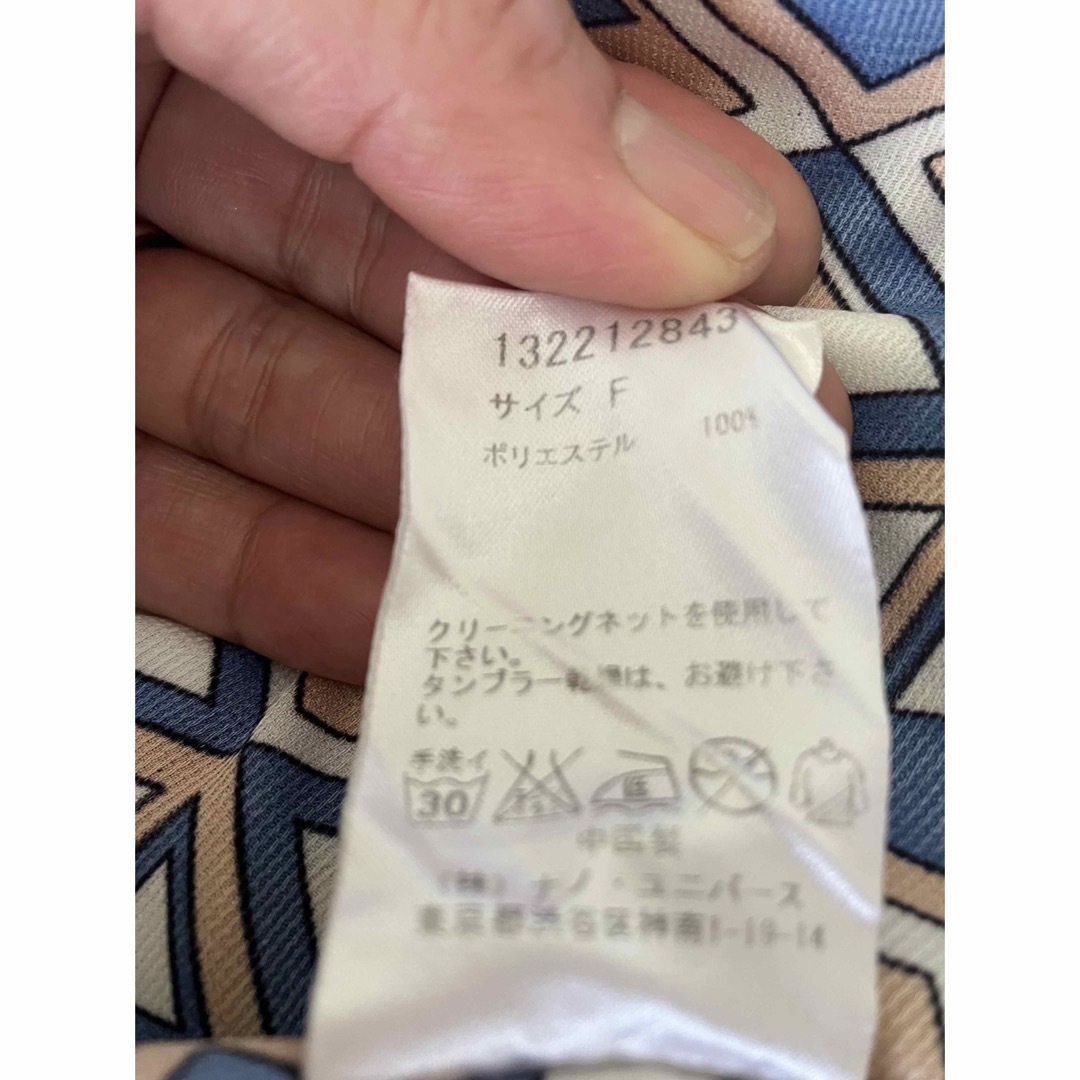 132212843
サイズ F
ポリエステル 100%
クリーニングネットを使用して
下さい。
タンブラー乾燥は、お避け下さ
い。
手洗イ
30
中国製
(株)ナノ・ユニバース
東京都渋谷区神南1-19-14